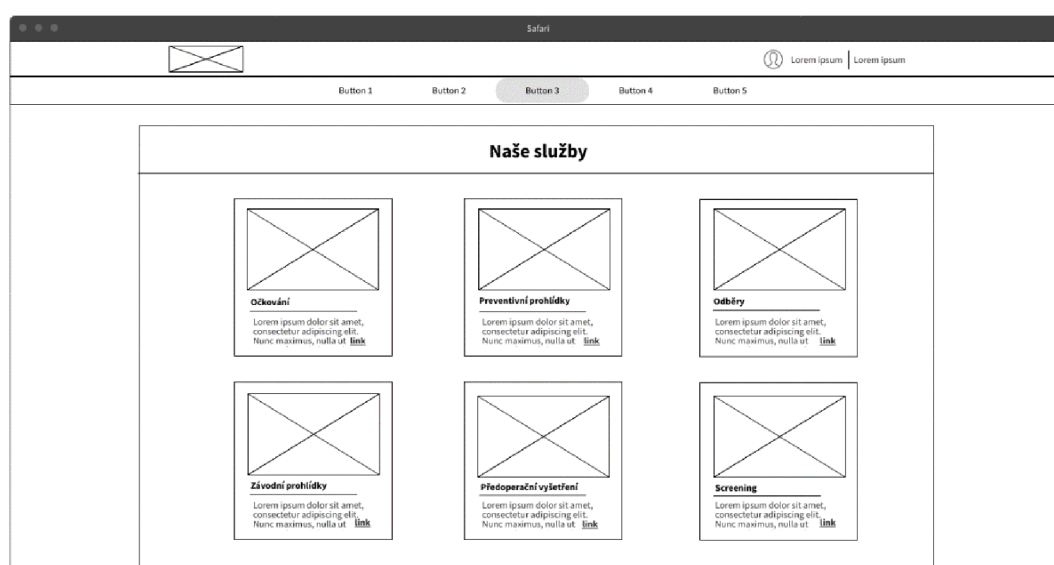 Safari
Lorem ipsum Lorem ipsum
Button 1 Button 2 Button 3 Button 4 Button 5
Naše služby
Očkování
Lorem ipsum dolor sit amet,
consectetur adipiscing elit.
Nunc maximus, nulla ut link
Preventivní prohlídky
Lorem ipsum dolor sit amet,
consectetur adipiscing elit.
Nunc maximus, nulla ut link
Odběry
Lorem ipsum dolor sit amet,
consectetur adipiscing elit.
Nunc maximus, nulla ut link
Závodní prohlídky
Lorem ipsum dolor sit amet,
consectetur adipiscing elit.
Nunc maximus, nulla ut link
Předoperační vyšetření
Lorem ipsum dolor sit amet,
consectetur adipiscing elit.
Nunc maximus, nulla ut link
Screening
Lorem ipsum dolor sit amet,
consectetur adipiscing elit.
Nunc maximus, nulla ut link